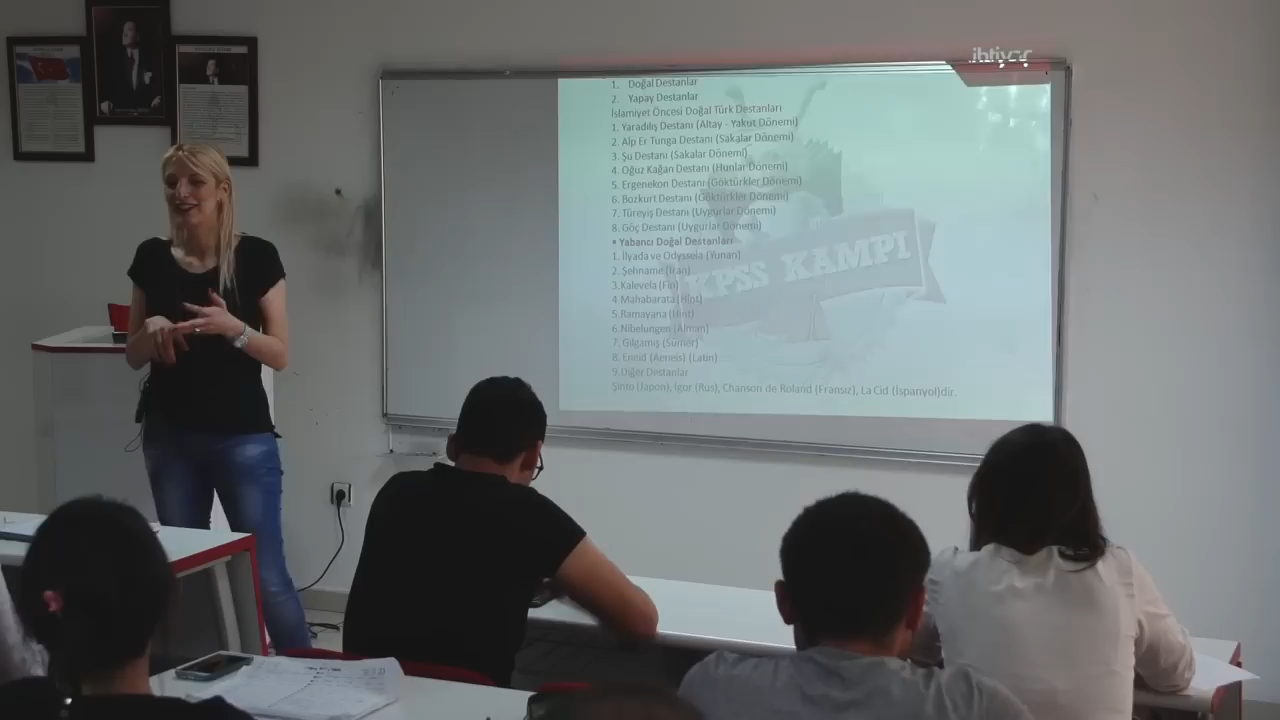 ihtiyaç
1. Doğal Destanlar
2. Yapay Destanlar
İslamiyet Öncesi Doğal Türk Destanları
1. Yaradılış Destanı (Altay - Yakut Dönemi)
2. Alp Er Tunga Destanı (Sakalar Dönemi)
3. Şu Destanı (Sakalar Dönemi)
4. Oğuz Kağan Destanı (Hunlar Dönemi)
5. Ergenekon Destanı (Göktürkler Dönemi)
6. Bozkurt Destanı (Göktürkler Dönemi)
7. Türeyiş Destanı (Uygurlar Dönemi)
8. Göç Destanı (Uygurlar Dönemi)
• Yabancı Doğal Destanları
1. İlyada ve Odysseia (Yunan)
2. Şehname (İran)
3.Kalevela (Fin)
4 Mahabarata (Hint)
5.Ramayana (Hint)
6.Nibelungen (Alman)
7. Gılgamış (Sümer)
8. Eneid (Aeneis) (Latin)
9.Diğer Destanlar
Şinto (Japon), İgor (Rus), Chanson de Roland (Fransız), La Cid (İspanyol)dir.
KPSS KAMPI